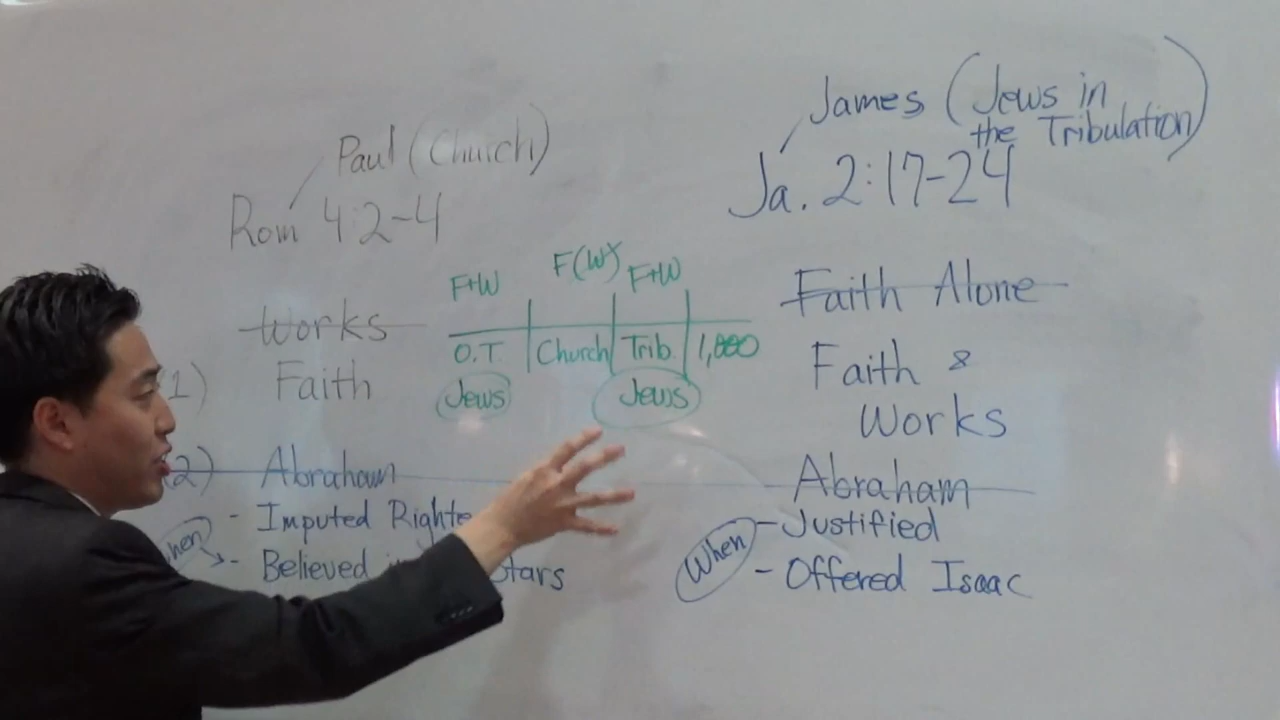 Paul (Church)
Rom 4:2-4
Works
1) Faith
2) Abraham
When
- Imputed Righte
- Believed
Stars
F+W
F(W)
F+W
O.T.
Church
Trib.
1,000
Jews
Jews
James (Jews in
the Tribulation)
Ja. 2:17-24
Faith Alone
Faith &
Works
Abraham
When
- Justified
- Offered Isaac